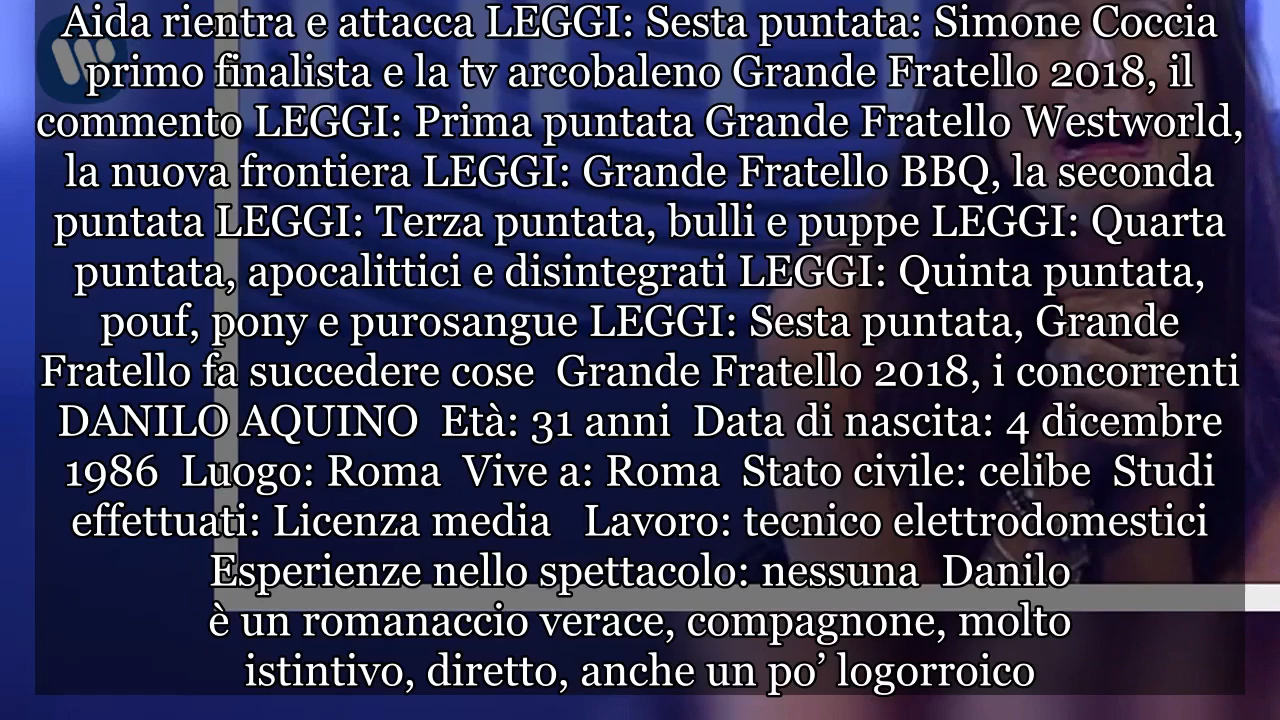 Aida rientra e attacca LEGGI: Sesta puntata: Simone Coccia
primo finalista e la tv arcobaleno Grande Fratello 2018, il
commento LEGGI: Prima puntata Grande Fratello Westworld,
la nuova frontiera LEGGI: Grande Fratello BBQ, la seconda
puntata LEGGI: Terza puntata, bulli e puppe LEGGI: Quarta
puntata, apocalittici e disintegrati LEGGI: Quinta puntata,
pouf, pony e purosangue LEGGI: Sesta puntata, Grande
Fratello fa succedere cose  Grande Fratello 2018, i concorrenti
DANILO AQUINO  Età: 31 anni  Data di nascita: 4 dicembre
1986  Luogo: Roma  Vive a: Roma  Stato civile: celibe  Studi
effettuati: Licenza media   Lavoro: tecnico elettrodomestici
Esperienze nello spettacolo: nessuna  Danilo
è un romanaccio verace, compagnone, molto
istintivo, diretto, anche un po’ logorroico